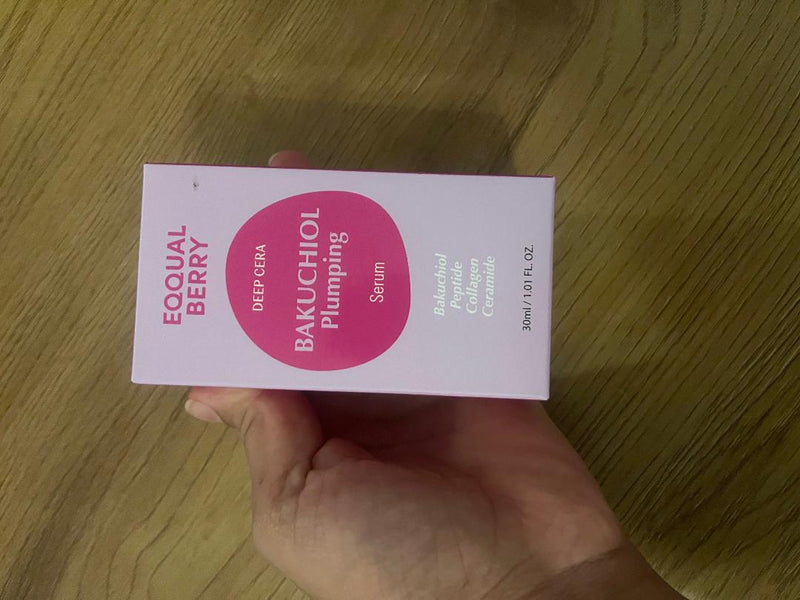 EQQUAL
BERRY
DEEP CERA
BAKUCHIOL
Plumping
Serum
Bakuchiol
Peptide
Collagen
Ceramide
30ml / 1.01 FL. OZ.